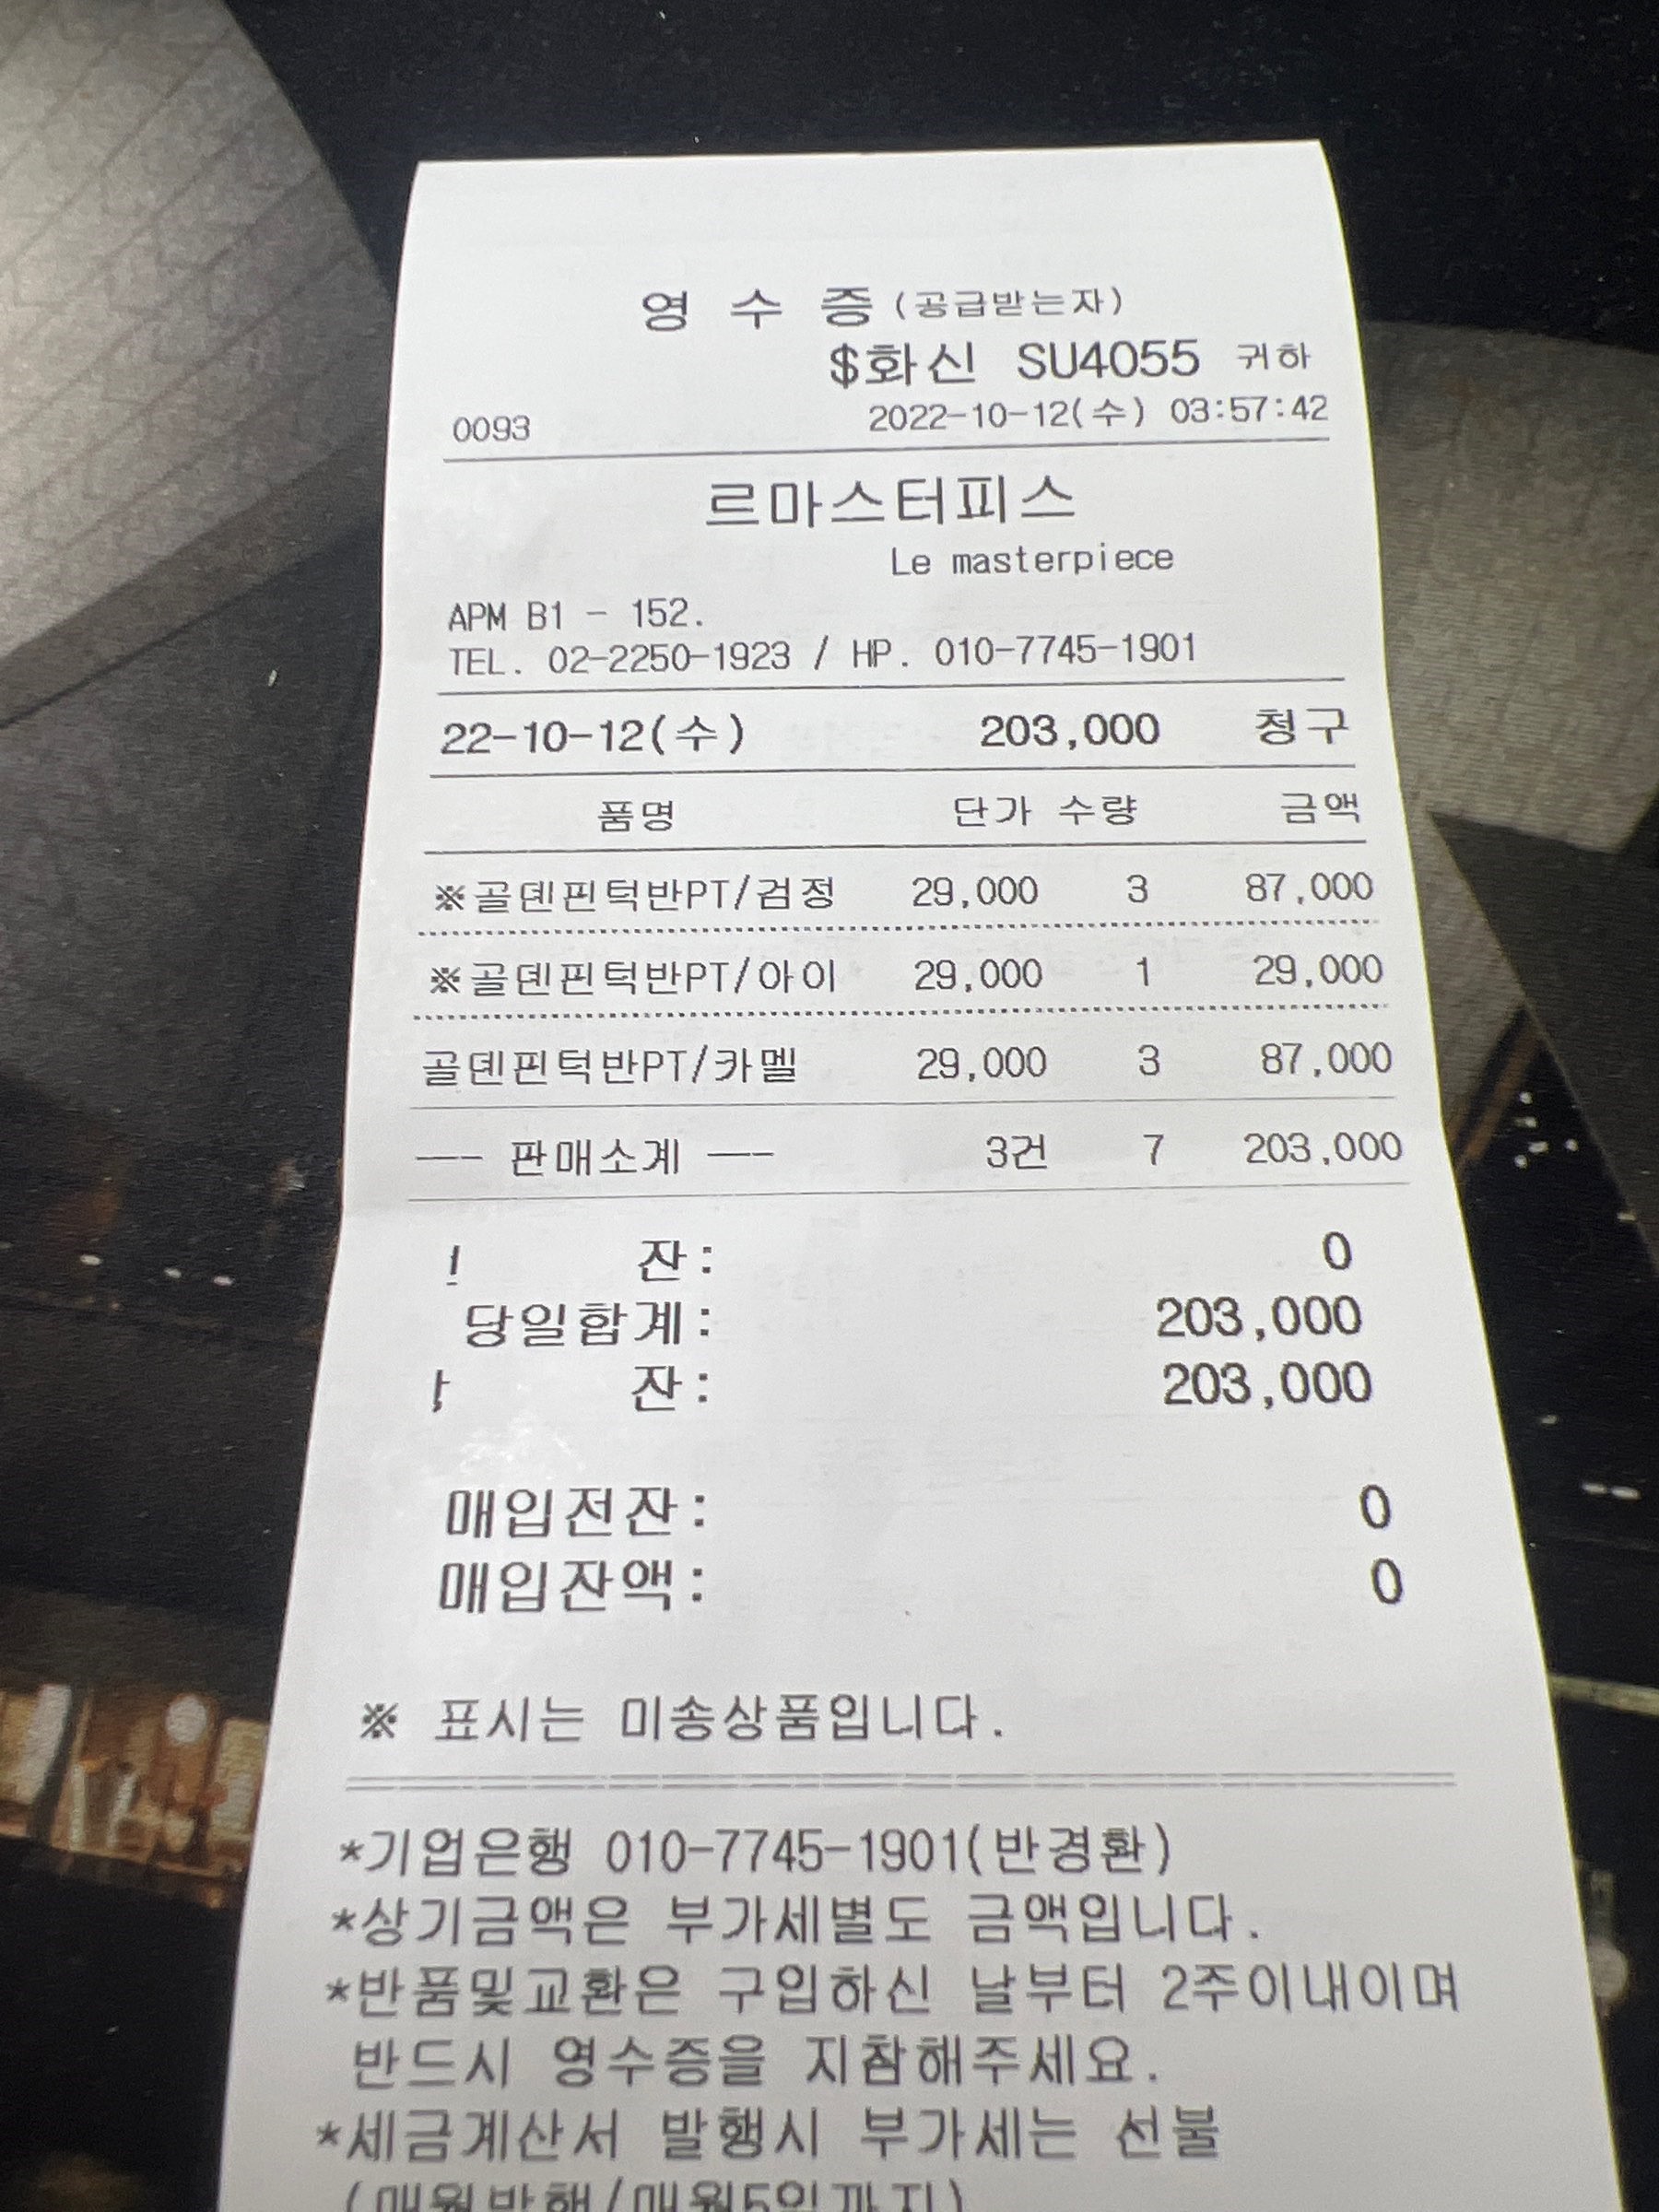 영 수 증(공급받는자)
$화신 SU4055 귀하
0093 2022-10-12(수) 03:57:42
르마스터피스
Le masterpiece
APM B1 - 152.
TEL. 02-2250-1923 / HP. 010-7745-1901
22-10-12(수) 203,000 청구
품명 단가 수량 금액
※골덴핀턱반PT/검정 29,000 3 87,000
※골덴핀턱반PT/아이 29,000 1 29,000
골덴핀턱반PT/카멜 29,000 3 87,000
-- 판매소계 -- 3건 7 203,000
잔: 0
당일합계: 203,000
잔: 203,000
매입전잔: 0
매입잔액: 0
※ 표시는 미송상품입니다.
*기업은행 010-7745-1901(반경환)
*상기금액은 부가세별도 금액입니다.
*반품및교환은 구입하신 날부터 2주이내이며
반드시 영수증을 지참해주세요.
*세금계산서 발행시 부가세는 선불
(매월발행/매월5일까지)